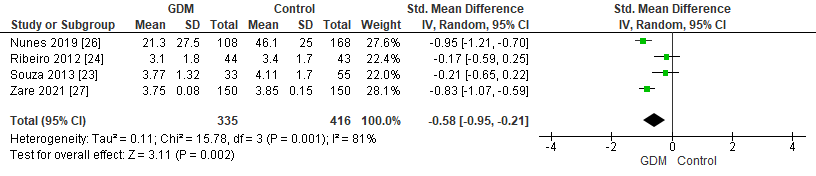 GDM Control Std. Mean Difference Std. Mean Difference
Study or Subgroup Mean SD Total Mean SD Total Weight IV, Random, 95% CI IV, Random, 95% CI
Nunes 2019 [26] 21.3 27.5 108 46.1 25 168 27.6% -0.95 [-1.21, -0.70]
Ribeiro 2012 [24] 3.1 1.8 44 3.4 1.7 43 22.4% -0.17 [-0.59, 0.25]
Souza 2013 [23] 3.77 1.32 33 4.11 1.7 55 22.0% -0.21 [-0.65, 0.22]
Zare 2021 [27] 3.75 0.08 150 3.85 0.15 150 28.1% -0.83 [-1.07, -0.59]
Total (95% CI) 335 416 100.0% -0.58 [-0.95, -0.21]
Heterogeneity: Tau² = 0.11; Chi² = 15.78, df = 3 (P = 0.001); I² = 81%
Test for overall effect: Z = 3.11 (P = 0.002)
-4 -2 0 2 4
GDM Control